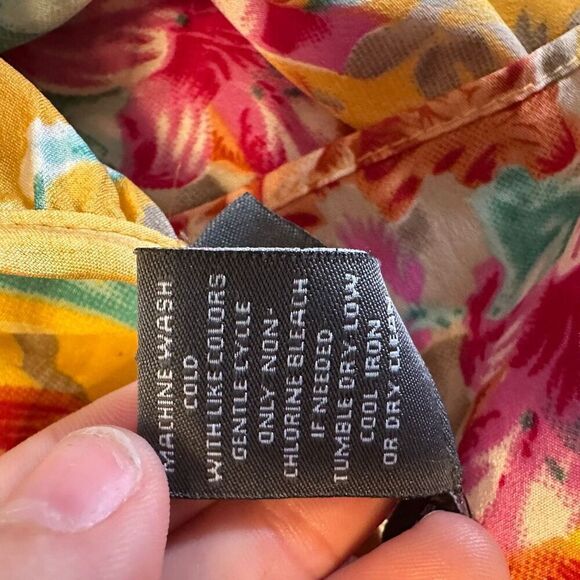 MACHINE WASH
COLD
WITH LIKE COLORS
GENTLE CYCLE
ONLY NON-
CHLORINE BLEACH
IF NEEDED
TUMBLE DRY LOW
COOL IRON
OR DRY CLEAN